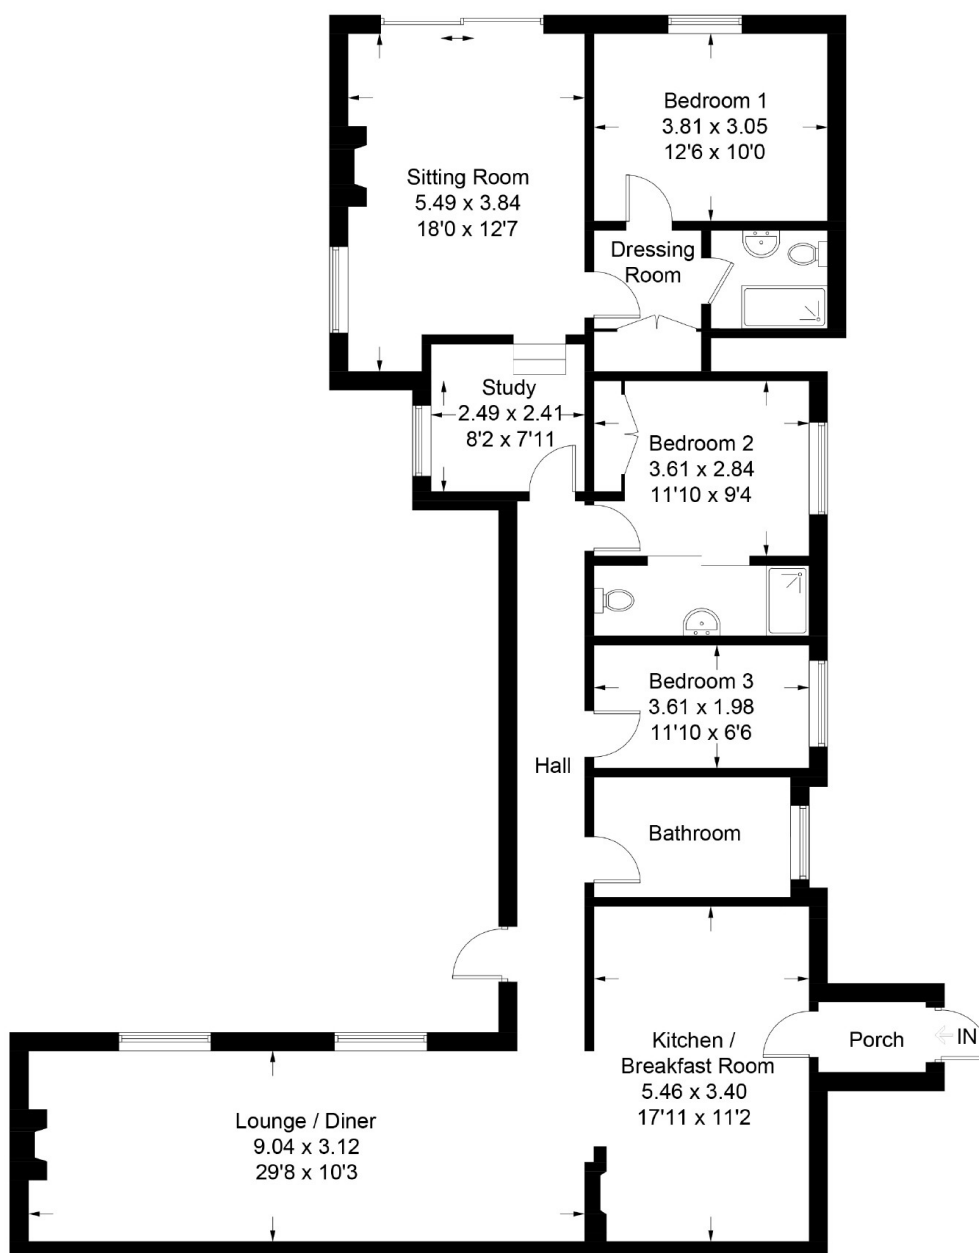 Bedroom 1
3.81 x 3.05
12'6 x 10'0
Sitting Room
5.49 x 3.84
18'0 x 12'7
Dressing
Room
Study
2.49 x 2.41
8'2 x 7'11
Bedroom 2
3.61 x 2.84
11'10 x 9'4
Bedroom 3
3.61 x 1.98
11'10 x 6'6
Hall
Bathroom
Kitchen /
Breakfast Room
5.46 x 3.40
17'11 x 11'2
Porch
IN
Lounge / Diner
9.04 x 3.12
29'8 x 10'3